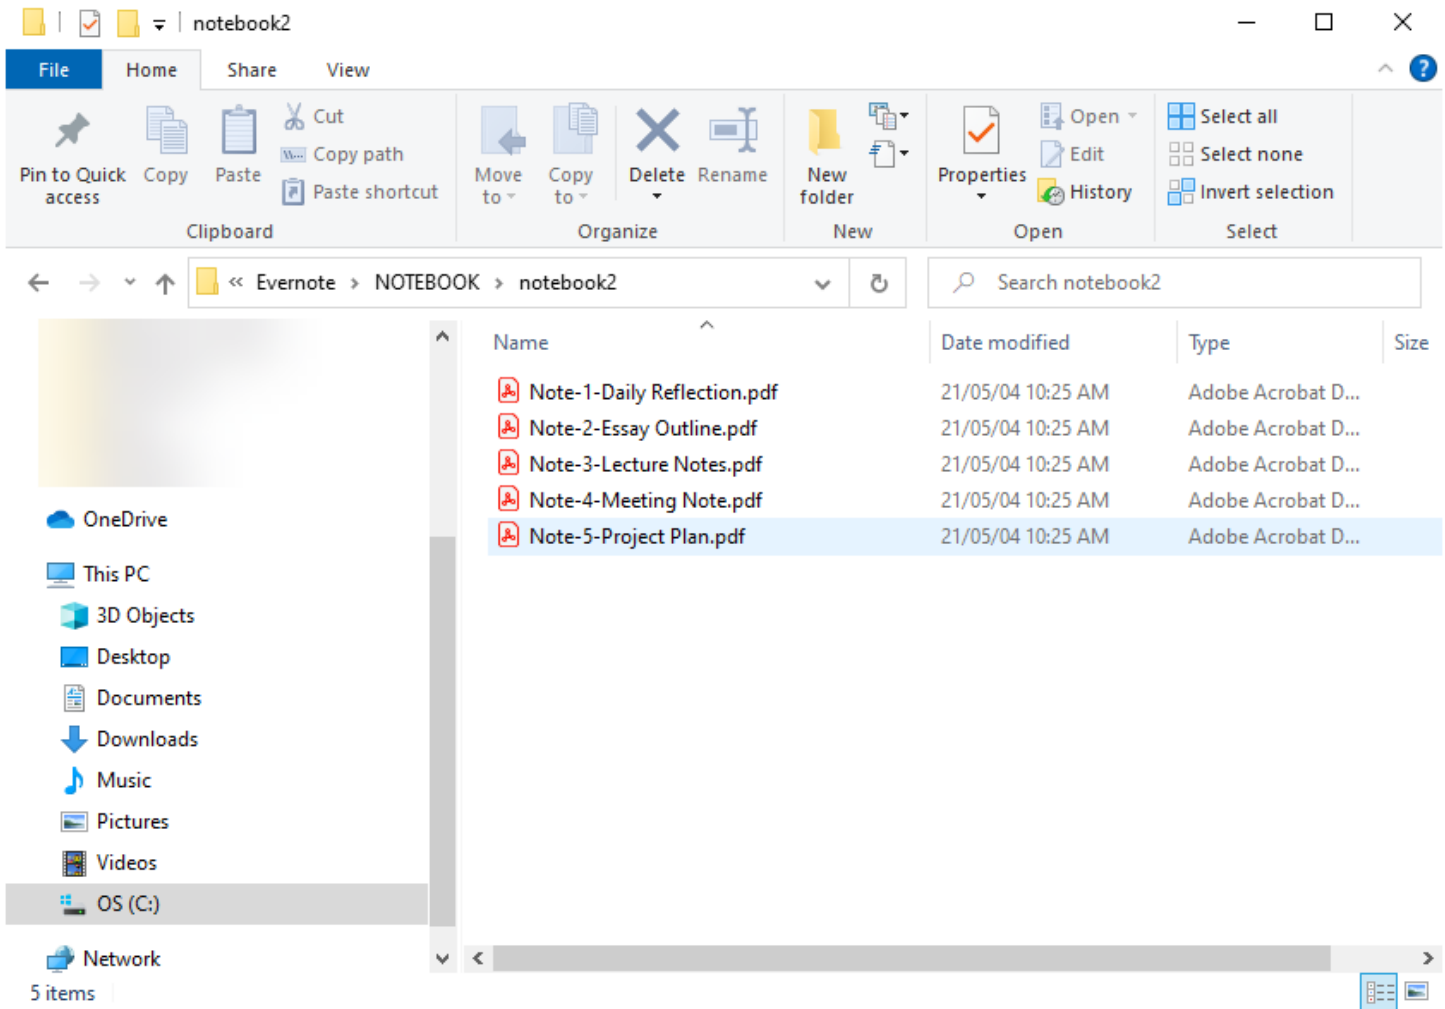 notebook2
File Home Share View
Pin to Quick access
Copy
Paste
Cut
Copy path
Paste shortcut
Clipboard
Move to
Copy to
Delete
Rename
Organize
New folder
New
Properties
Open
Edit
History
Open
Select all
Select none
Invert selection
Select
« Evernote > NOTEBOOK > notebook2
Search notebook2
OneDrive
This PC
3D Objects
Desktop
Documents
Downloads
Music
Pictures
Videos
OS (C:)
Network
Name Date modified Type Size
Note-1-Daily Reflection.pdf 21/05/04 10:25 AM Adobe Acrobat D...
Note-2-Essay Outline.pdf 21/05/04 10:25 AM Adobe Acrobat D...
Note-3-Lecture Notes.pdf 21/05/04 10:25 AM Adobe Acrobat D...
Note-4-Meeting Note.pdf 21/05/04 10:25 AM Adobe Acrobat D...
Note-5-Project Plan.pdf 21/05/04 10:25 AM Adobe Acrobat D...
5 items